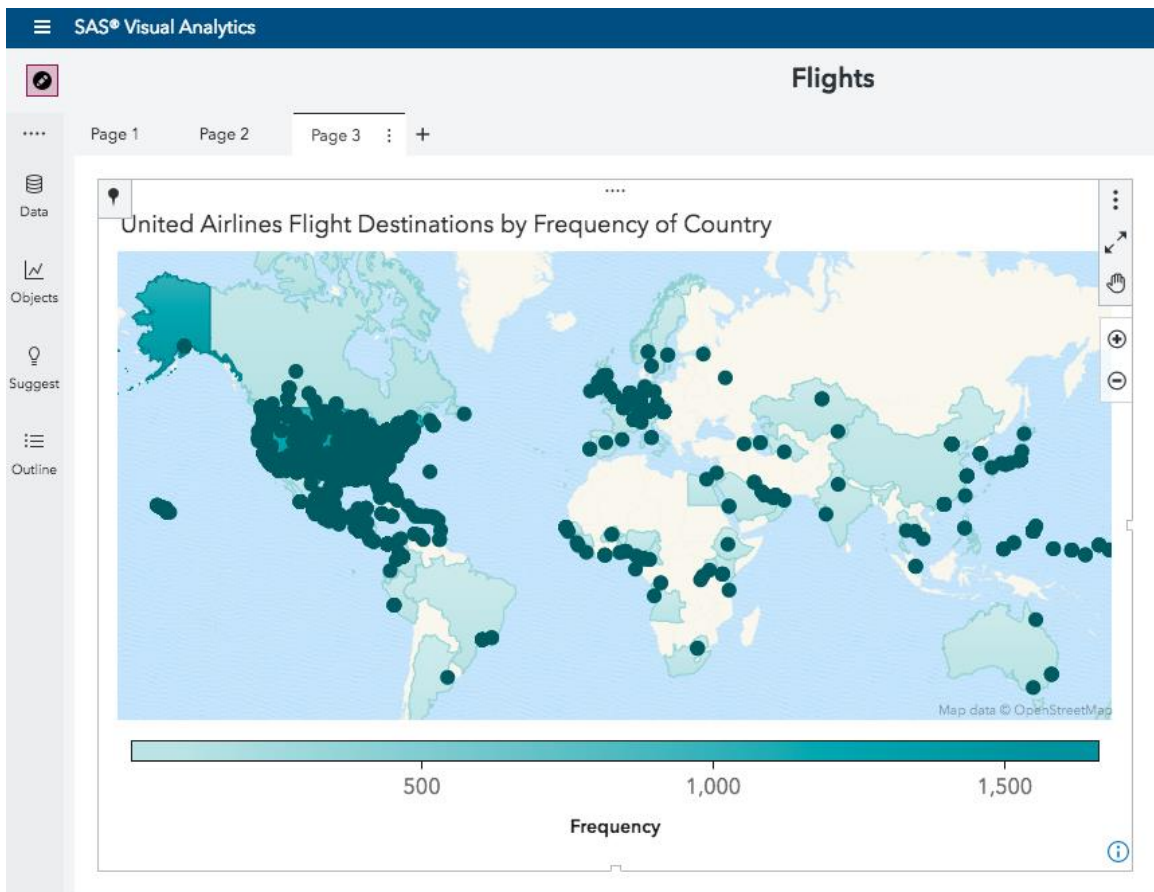 SAS® Visual Analytics
Flights
Page 1 Page 2 Page 3
Data
Objects
Suggest
Outline
United Airlines Flight Destinations by Frequency of Country
Map data © OpenStreetMap
500 1,000 1,500
Frequency